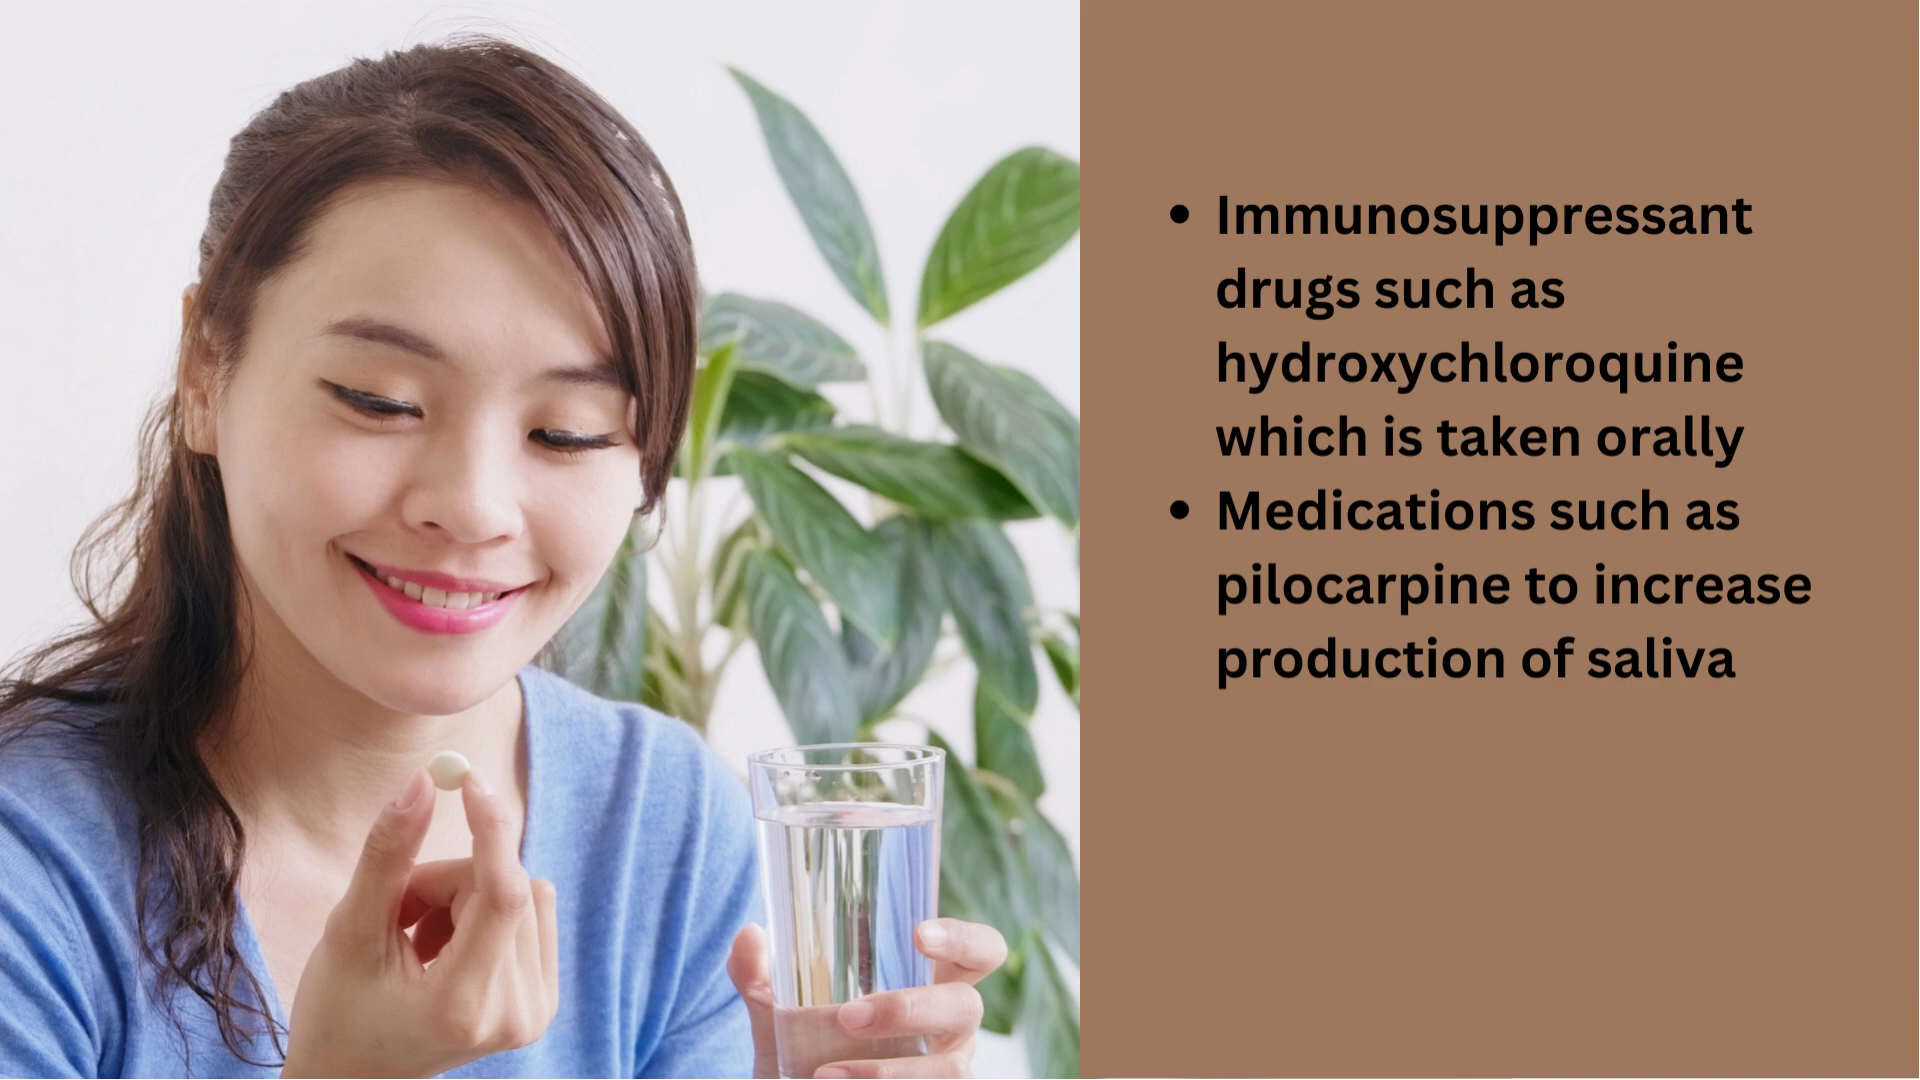 • Immunosuppressant
drugs such as
hydroxychloroquine
which is taken orally
• Medications such as
pilocarpine to increase
production of saliva